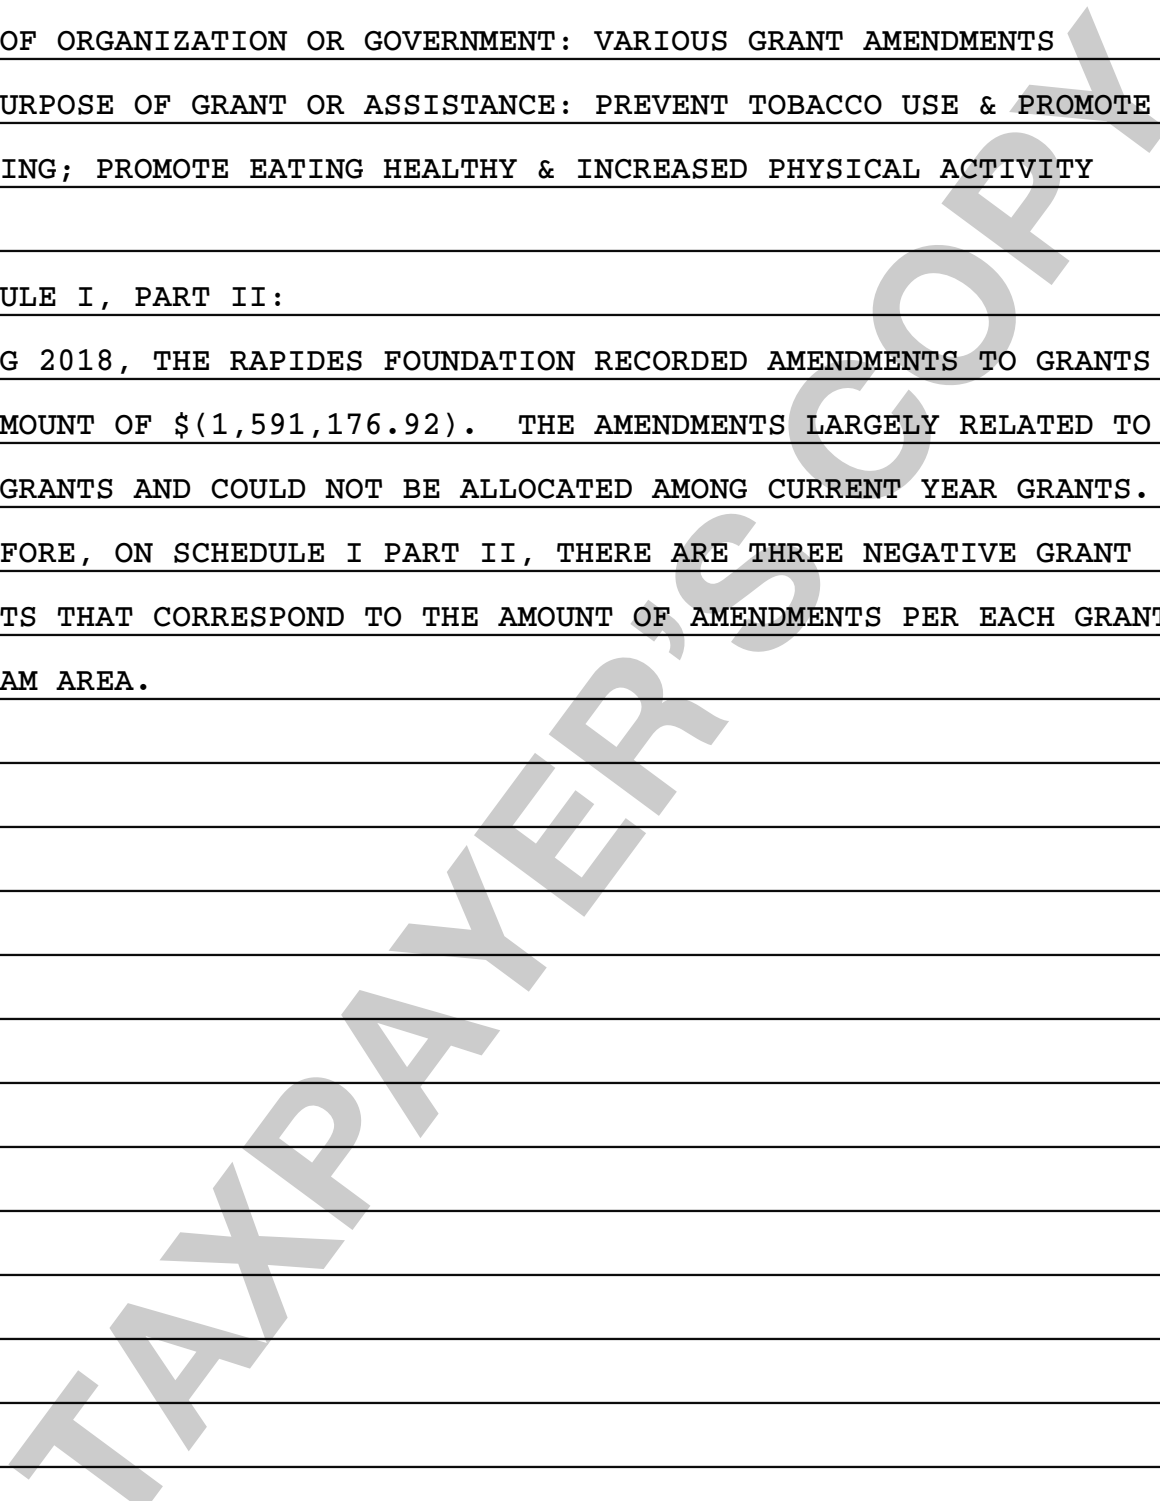 OF ORGANIZATION OR GOVERNMENT: VARIOUS GRANT AMENDMENTS
URPOSE OF GRANT OR ASSISTANCE: PREVENT TOBACCO USE & PROMOTE
ING; PROMOTE EATING HEALTHY & INCREASED PHYSICAL ACTIVITY
ULE I, PART II:
G 2018, THE RAPIDES FOUNDATION RECORDED AMENDMENTS TO GRANTS
MOUNT OF $(1,591,176.92).  THE AMENDMENTS LARGELY RELATED TO
GRANTS AND COULD NOT BE ALLOCATED AMONG CURRENT YEAR GRANTS.
FORE, ON SCHEDULE I PART II, THERE ARE THREE NEGATIVE GRANT
TS THAT CORRESPOND TO THE AMOUNT OF AMENDMENTS PER EACH GRANT
AM AREA.
TAXPAYER'S COPY